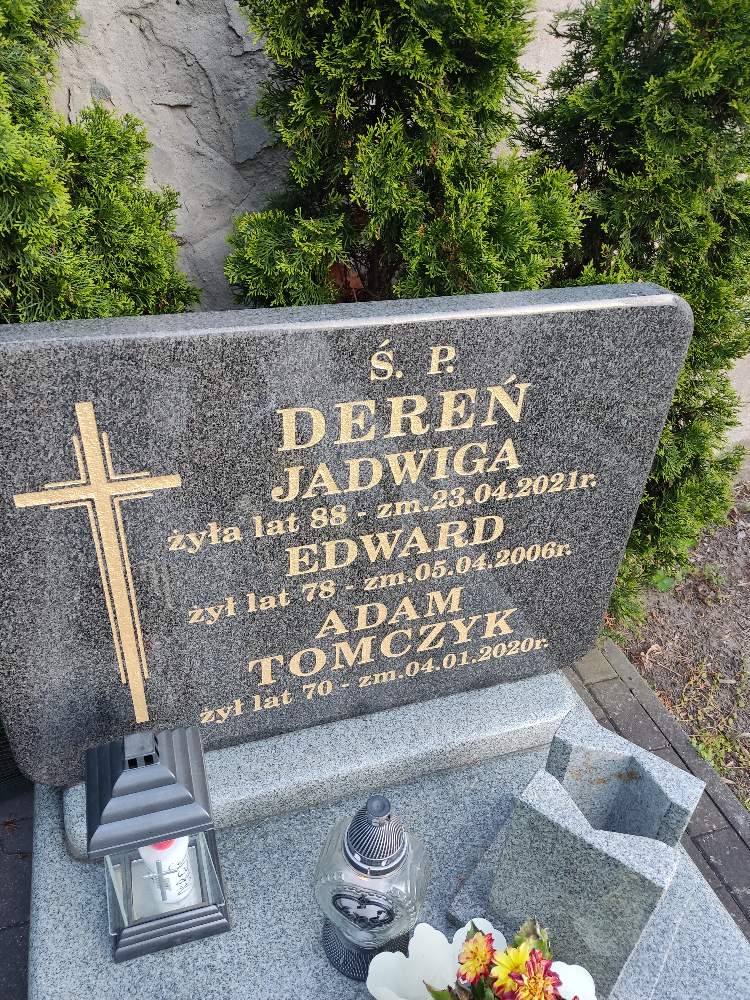 Ś. P.
DEREŃ
JADWIGA
żyła lat 88 - zm.23.04.2021r.
EDWARD
żył lat 78 - zm.05.04.2006r.
ADAM
TOMCZYK
żył lat 70 - zm.04.01.2020r.